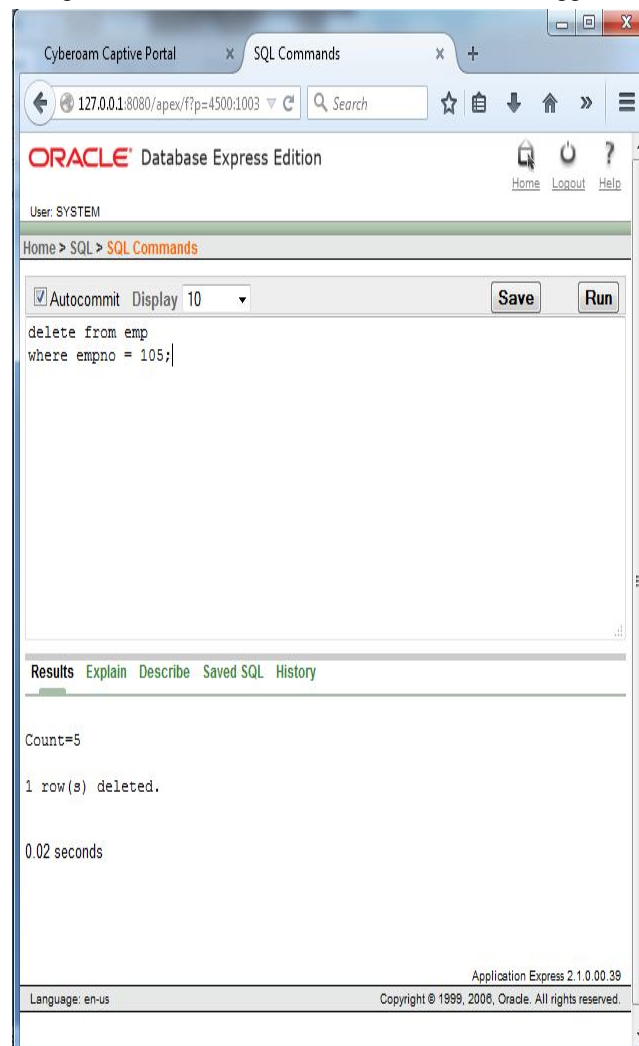 Cyberoam Captive Portal × SQL Commands × +
127.0.0.1:8080/apex/f?p=4500:1003 Search »
ORACLE® Database Express Edition
Home Logout Help
User: SYSTEM
Home > SQL > SQL Commands
Autocommit Display 10 Save Run
delete from emp
where empno = 105;
Results Explain Describe Saved SQL History
Count=5
1 row(s) deleted.
0.02 seconds
Application Express 2.1.0.00.39
Language: en-us Copyright © 1999, 2006, Oracle. All rights reserved.